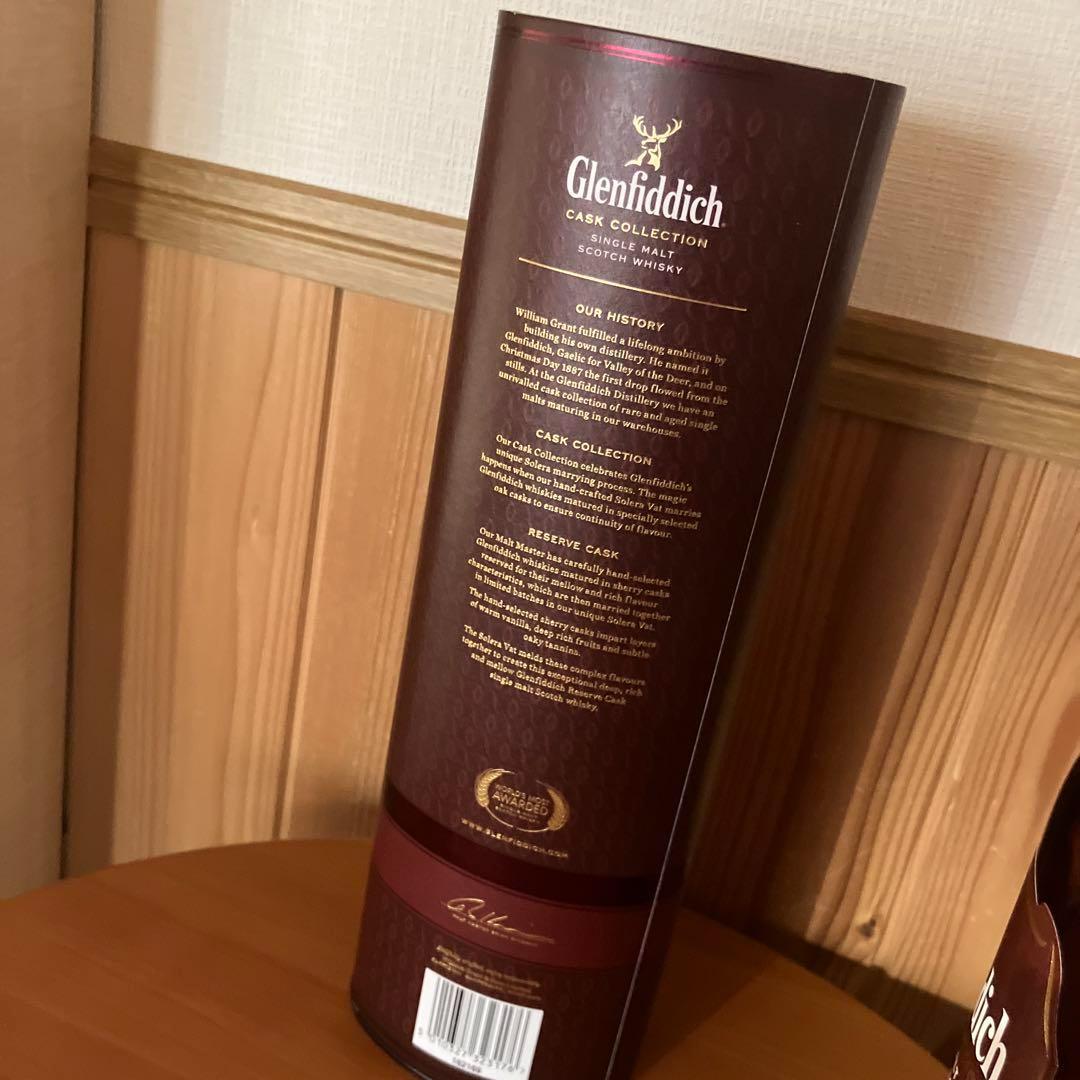 Glenfiddich
CASK COLLECTION
SINGLE MALT
SCOTCH WHISKY
OUR HISTORY
William Grant fulfilled a lifelong ambition by
building his own distillery. He named it
Glenfiddich, Gaelic for Valley of the Deer, and on
Christmas Day 1887 the first drop flowed from the
stills. At the Glenfiddich Distillery we have an
unrivalled cask collection of rare and aged single
malts maturing in our warehouses.
CASK COLLECTION
Our Cask Collection celebrates Glenfiddich's
unique Solera marrying process. The magic
happens when our hand-crafted Solera Vat marries
Glenfiddich whiskies matured in specially selected
oak casks to ensure continuity of flavour.
RESERVE CASK
Our Malt Master has carefully hand-selected
Glenfiddich whiskies matured in sherry casks
reserved for their mellow and rich flavour
characteristics, which are then married together
in limited batches in our unique Solera Vat.
The hand-selected sherry casks impart layers
of warm vanilla, deep rich fruits and subtle
oaky tannins.
The Solera Vat melds these complex flavours
together to create this exceptional deep, rich
and mellow Glenfiddich Reserve Cask
single malt Scotch whisky.
WORLD'S MOST
AWARDED
WWW.GLENFIDDICH.COM
dich